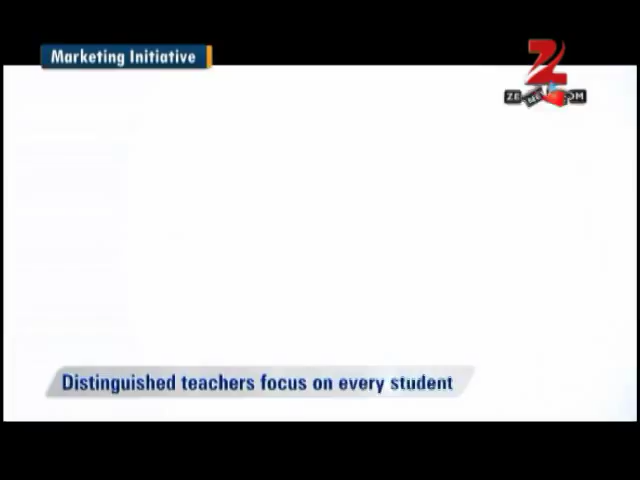 Marketing Initiative
Z
Distinguished teachers focus on every student